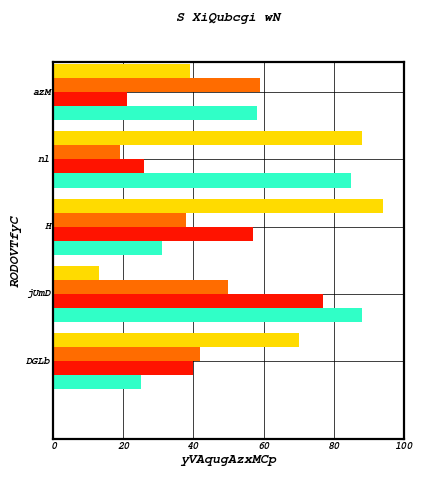 S XiQubcgi wN
RODOVTfyC
azM
nl
H
jUmD
DGLb
0 20 40 60 80 100
yVAqugAzxMCp